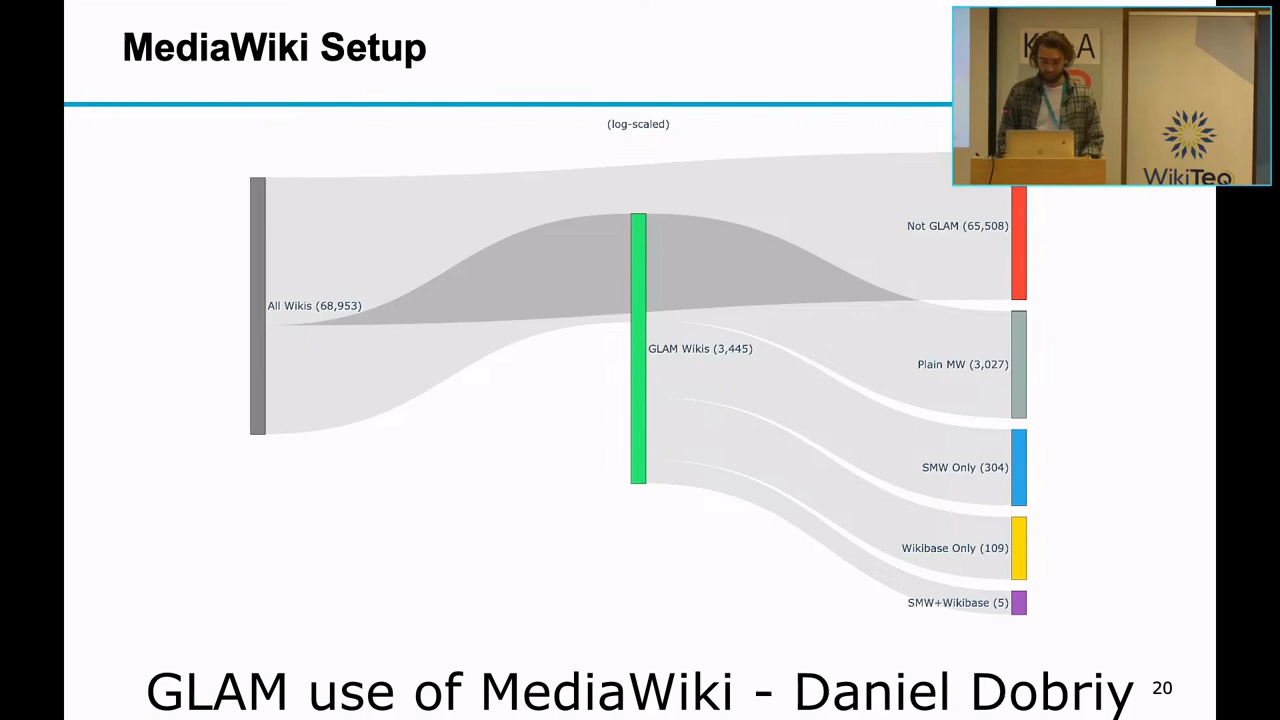 MediaWiki Setup
(log-scaled)
WikiTeq
Not GLAM (65,508)
All Wikis (68,953)
GLAM Wikis (3,445)
Plain MW (3,027)
SMW Only (304)
Wikibase Only (109)
SMW+Wikibase (5)
GLAM use of MediaWiki - Daniel Dobriy
20